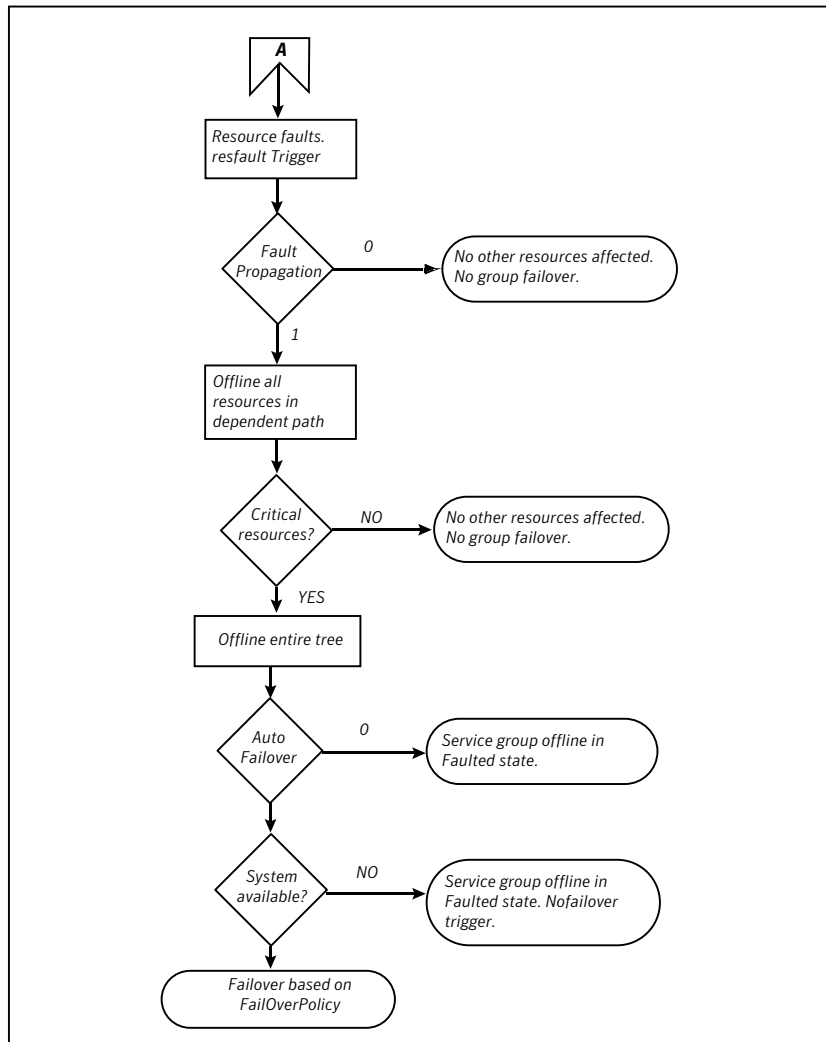 A
Resource faults.
resfault Trigger
Fault
Propagation
0
No other resources affected.
No group failover.
1
Offline all
resources in
dependent path
Critical
resources?
NO
No other resources affected.
No group failover.
YES
Offline entire tree
Auto
Failover
0
Service group offline in
Faulted state.
System
available?
NO
Service group offline in
Faulted state. Nofailover
trigger.
Failover based on
FailOverPolicy